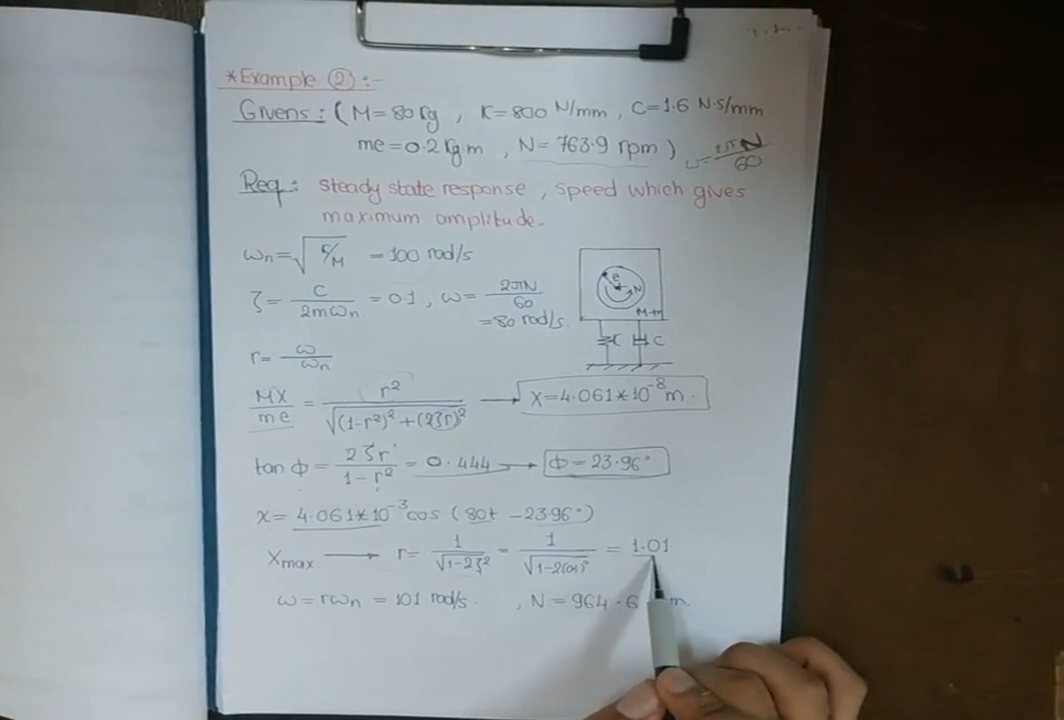 *Example ②:-
Givens: (M=80 Kg, K=800 N/mm, C=1.6 N.S/mm
me=0.2 Kg.m, N=763.9 rpm) ω=2πN/60
Req: steady state response, speed which gives
maximum amplitude.
ωn=√K/M = 100 rad/s
ζ= C/2mωn = 0.1, ω= 2πN/60
=80 rad/s.
e
M-m
C
r= ω/ωn
MX/me = r²/√((1-r²)²+(2ζr)² → X=4.061*10⁻⁸m.
tan ϕ= 2ζr/1-r² = 0.444 → ϕ=23.96°
x= 4.061*10⁻³cos (80t -23.96°)
Xmax. → r= 1/√1-2ζ² = 1/√1-2(0.1)² = 1.01
ω=rωn = 101 rad/s. , N=964.6